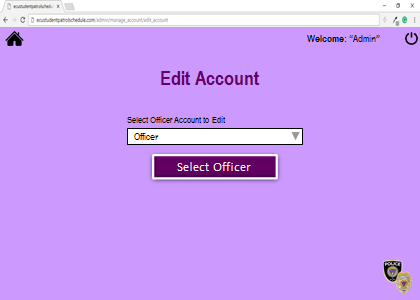 ecustudentpatrolschedule.
ecustudentpatrolschedule.com/admin/manage_account/edit_account
Welcome: "Admin"
Edit Account
Select Officer Account to Edit
Officer
Select Officer
POLICE